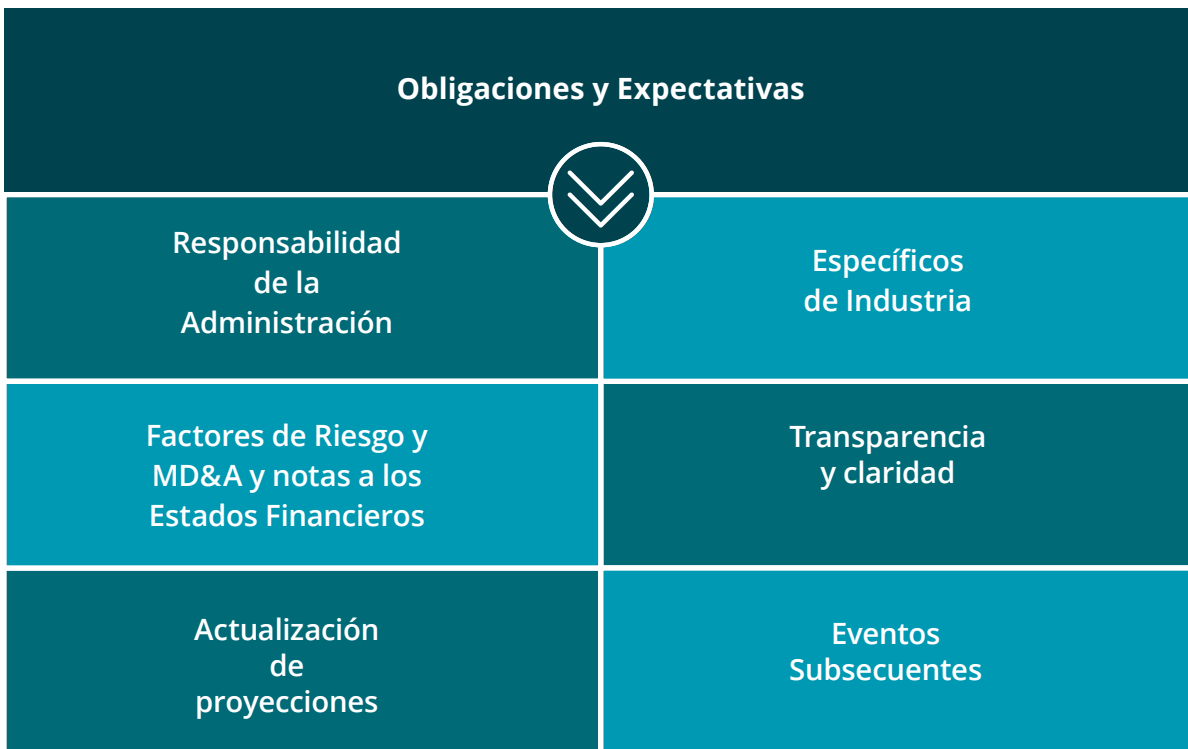 Obligaciones y Expectativas
Responsabilidad
de la
Administración
Específicos
de Industria
Factores de Riesgo y
MD&A y notas a los
Estados Financieros
Transparencia
y claridad
Actualización
de
proyecciones
Eventos
Subsecuentes